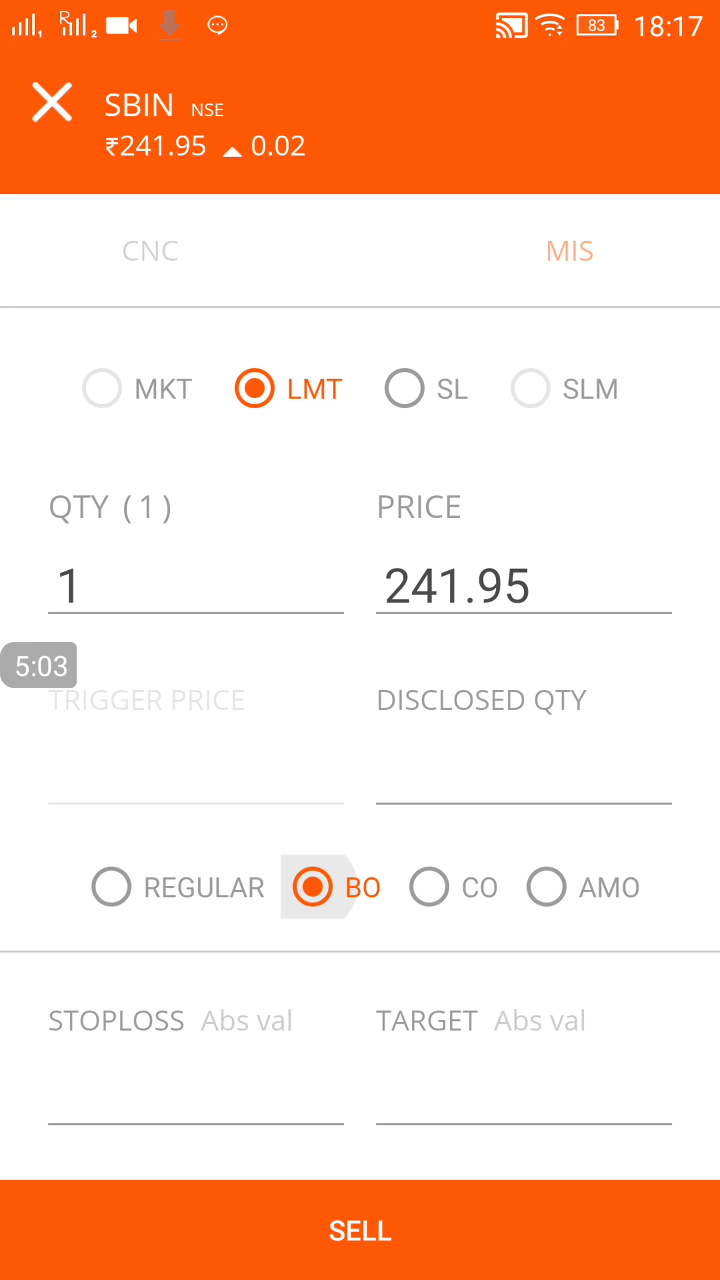 1 R 2 83 18:17
SBIN NSE
₹241.95 0.02
CNC MIS
MKT LMT SL SLM
QTY (1) PRICE
1 241.95
5:03
TRIGGER PRICE DISCLOSED QTY
REGULAR BO CO AMO
STOPLOSS Abs val TARGET Abs val
SELL